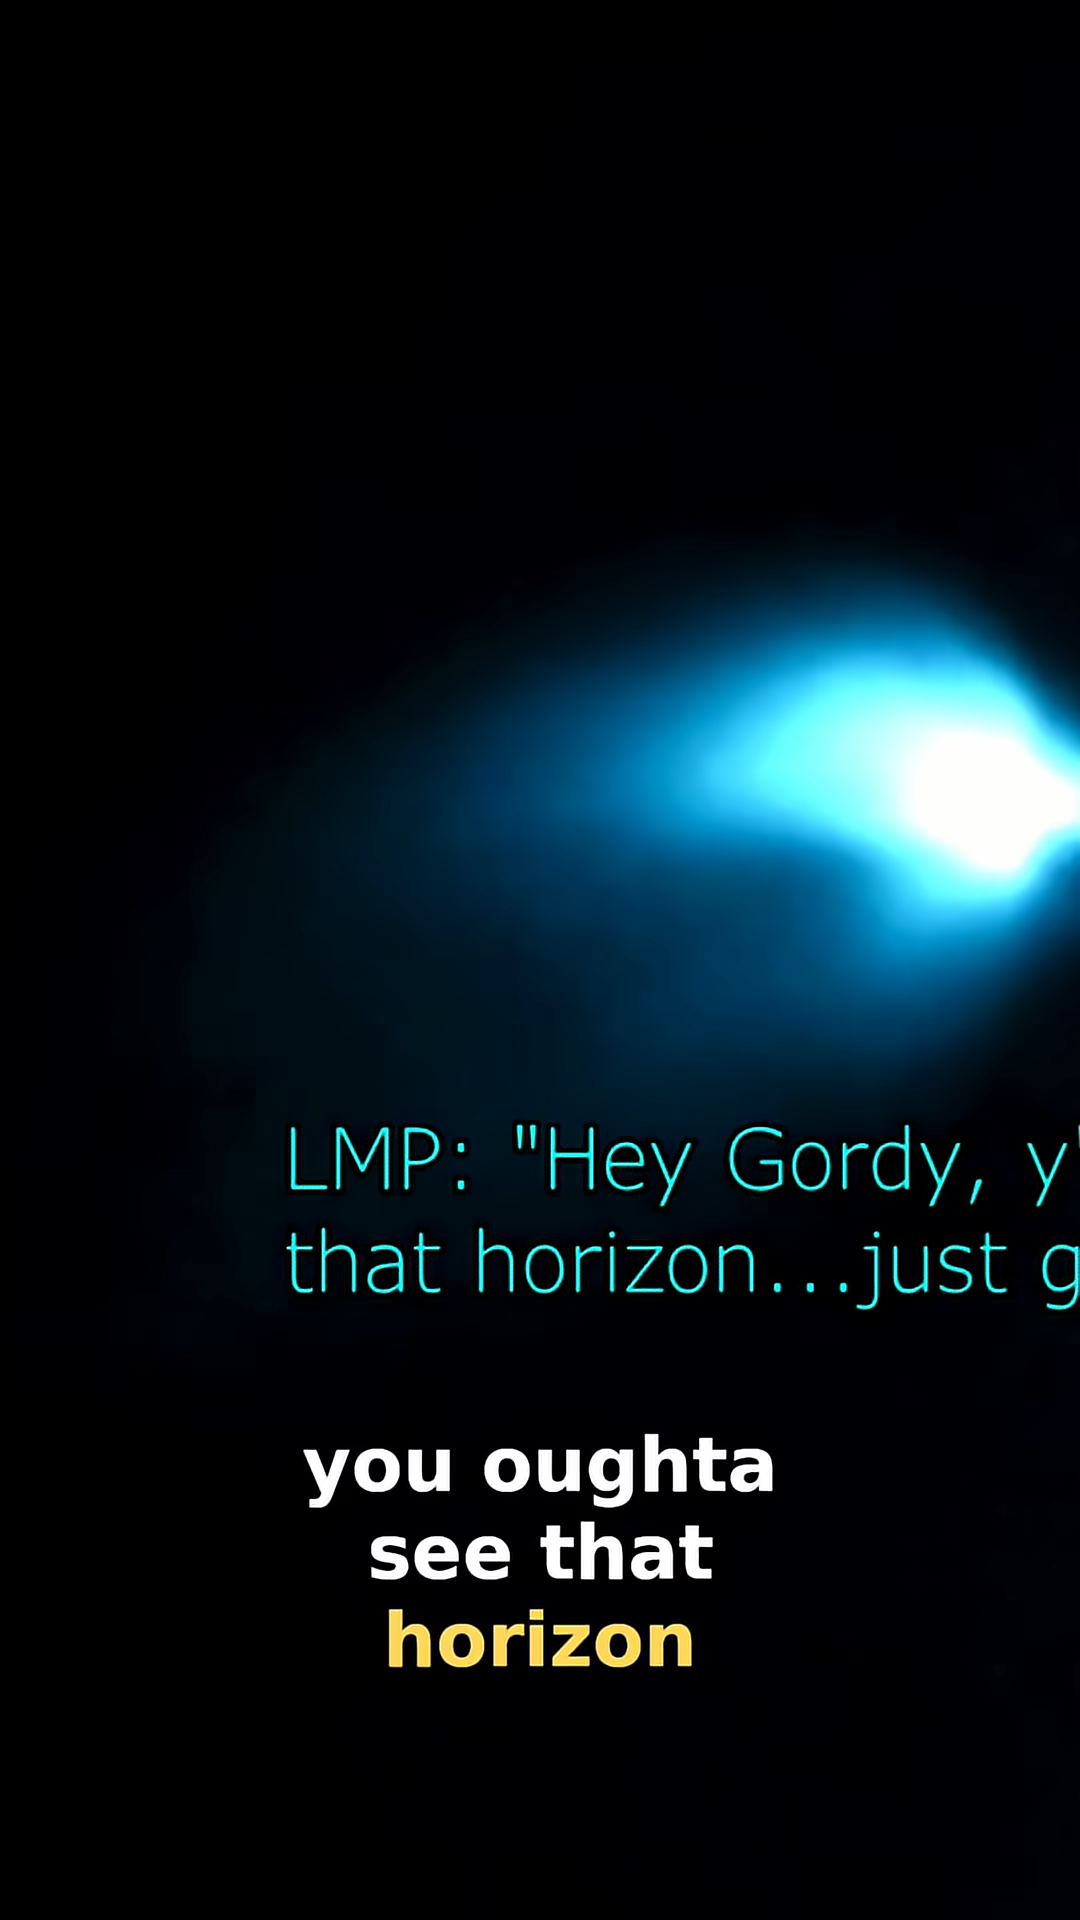 LMP: "Hey Gordy, y'
that horizon...just g
you oughta
see that
horizon